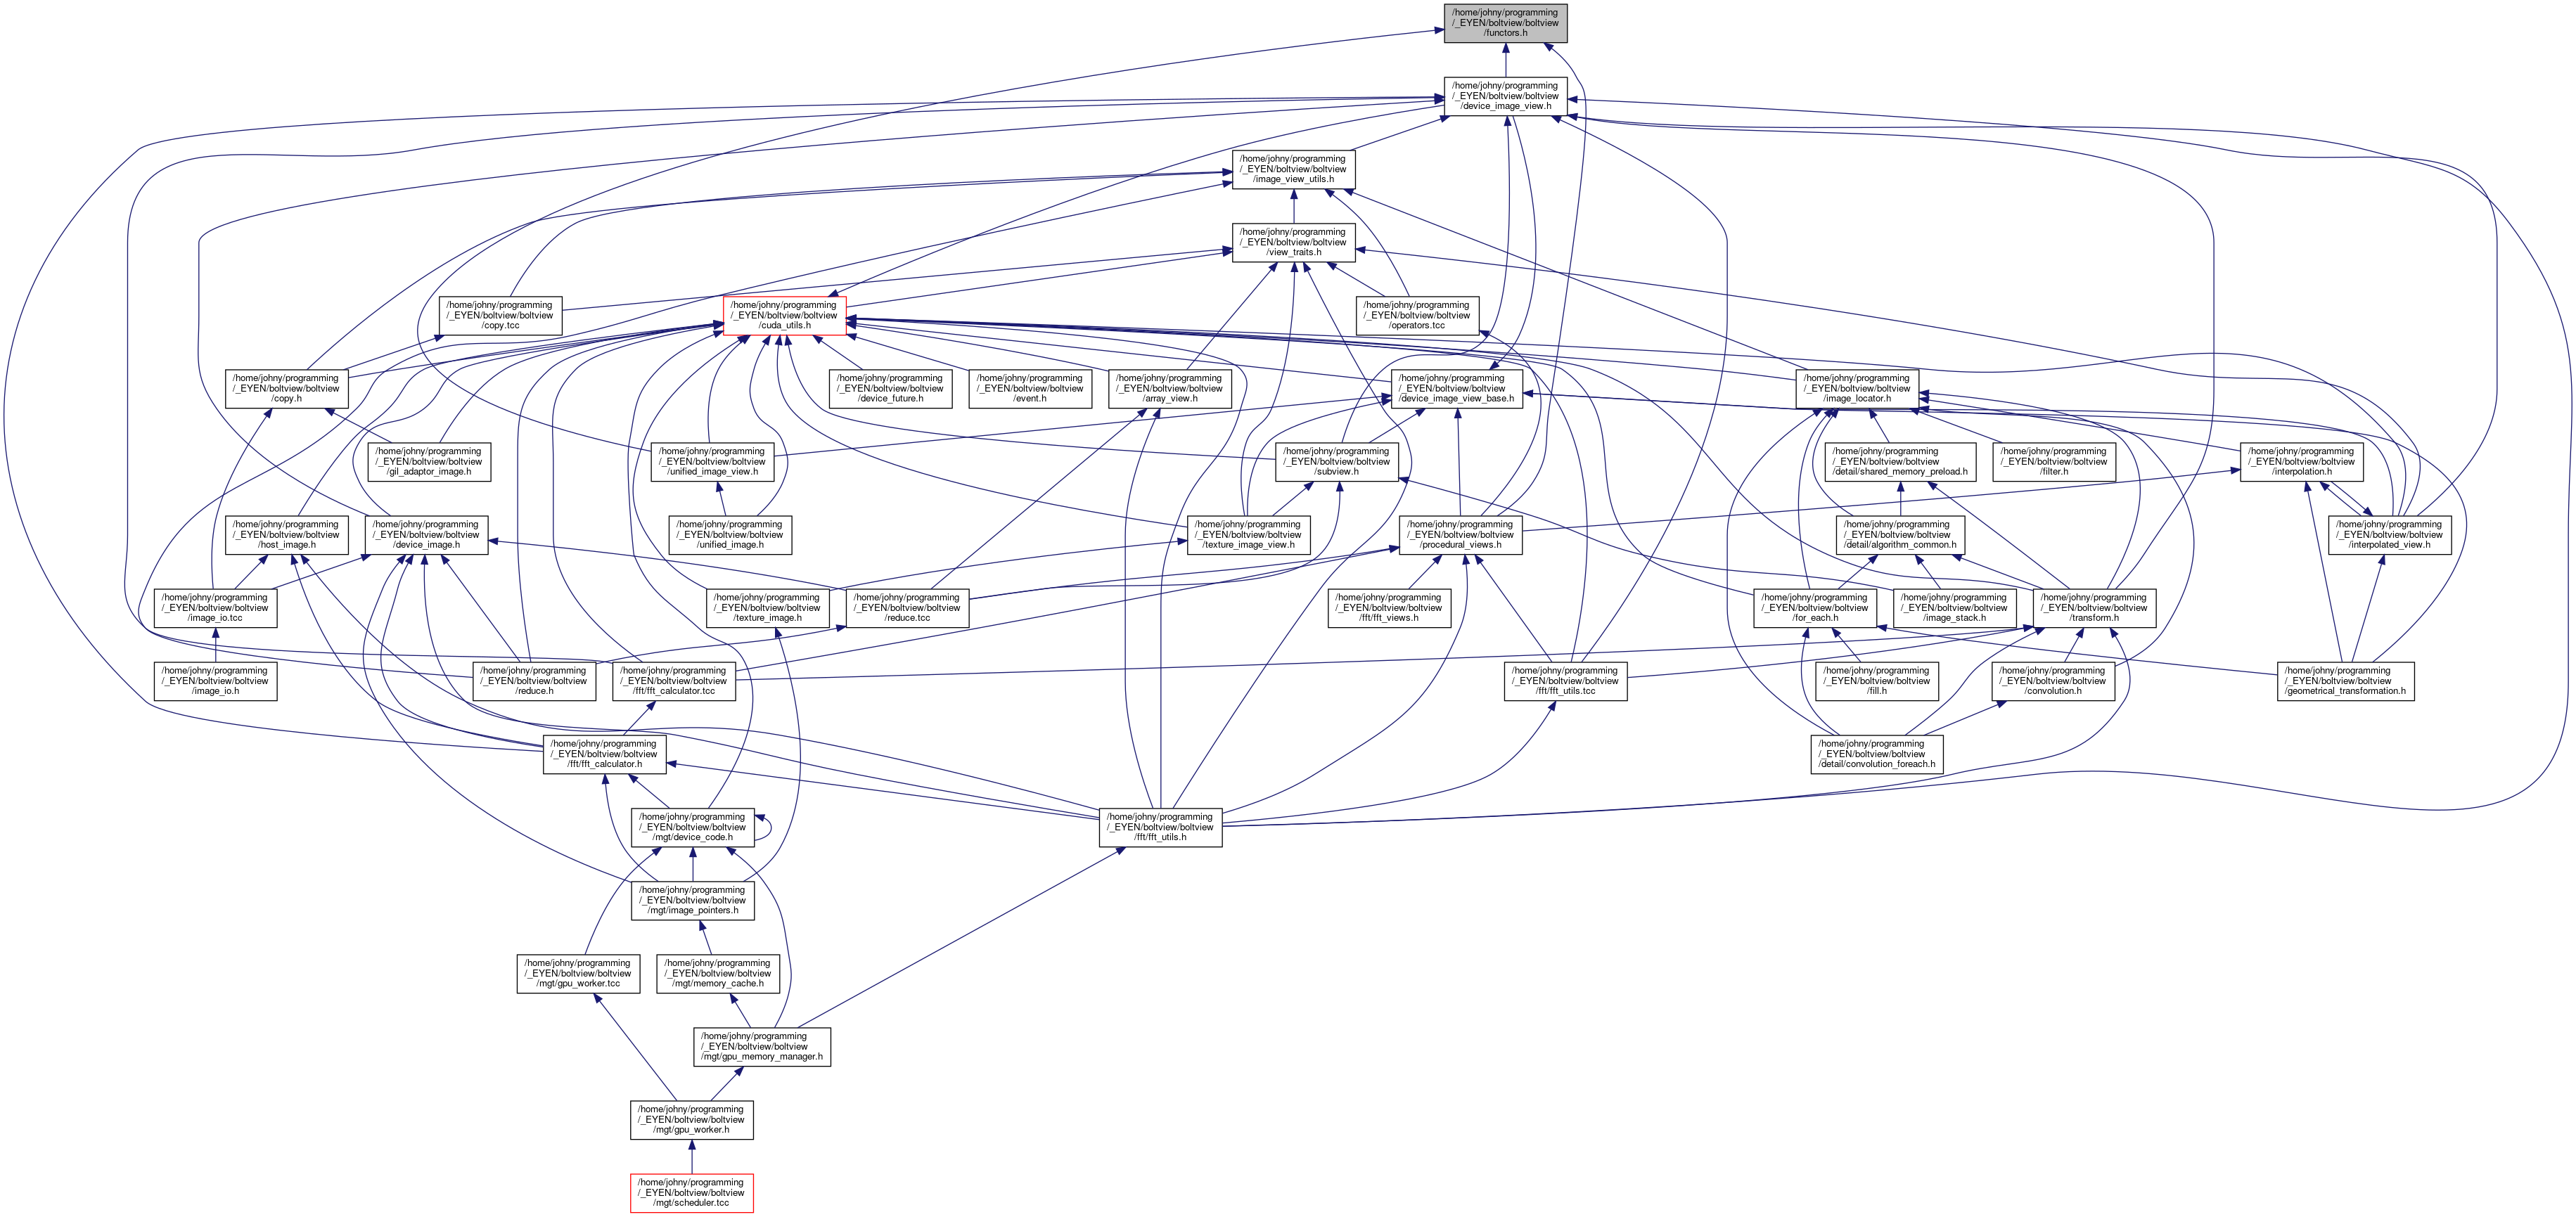 /home/johny/programming
/_EYEN/boltview/boltview
/functors.h
/home/johny/programming
/_EYEN/boltview/boltview
/device_image_view.h
/home/johny/programming
/_EYEN/boltview/boltview
/image_view_utils.h
/home/johny/programming
/_EYEN/boltview/boltview
/view_traits.h
/home/johny/programming
/_EYEN/boltview/boltview
/copy.tcc
/home/johny/programming
/_EYEN/boltview/boltview
/cuda_utils.h
/home/johny/programming
/_EYEN/boltview/boltview
/operators.tcc
/home/johny/programming
/_EYEN/boltview/boltview
/copy.h
/home/johny/programming
/_EYEN/boltview/boltview
/device_future.h
/home/johny/programming
/_EYEN/boltview/boltview
/event.h
/home/johny/programming
/_EYEN/boltview/boltview
/array_view.h
/home/johny/programming
/_EYEN/boltview/boltview
/device_image_view_base.h
/home/johny/programming
/_EYEN/boltview/boltview
/image_locator.h
/home/johny/programming
/_EYEN/boltview/boltview
/gil_adaptor_image.h
/home/johny/programming
/_EYEN/boltview/boltview
/unified_image_view.h
/home/johny/programming
/_EYEN/boltview/boltview
/subview.h
/home/johny/programming
/_EYEN/boltview/boltview
/detail/shared_memory_preload.h
/home/johny/programming
/_EYEN/boltview/boltview
/filter.h
/home/johny/programming
/_EYEN/boltview/boltview
/interpolation.h
/home/johny/programming
/_EYEN/boltview/boltview
/host_image.h
/home/johny/programming
/_EYEN/boltview/boltview
/device_image.h
/home/johny/programming
/_EYEN/boltview/boltview
/unified_image.h
/home/johny/programming
/_EYEN/boltview/boltview
/texture_image_view.h
/home/johny/programming
/_EYEN/boltview/boltview
/procedural_views.h
/home/johny/programming
/_EYEN/boltview/boltview
/detail/algorithm_common.h
/home/johny/programming
/_EYEN/boltview/boltview
/interpolated_view.h
/home/johny/programming
/_EYEN/boltview/boltview
/image_io.tcc
/home/johny/programming
/_EYEN/boltview/boltview
/texture_image.h
/home/johny/programming
/_EYEN/boltview/boltview
/reduce.tcc
/home/johny/programming
/_EYEN/boltview/boltview
/fft/fft_views.h
/home/johny/programming
/_EYEN/boltview/boltview
/for_each.h
/home/johny/programming
/_EYEN/boltview/boltview
/image_stack.h
/home/johny/programming
/_EYEN/boltview/boltview
/transform.h
/home/johny/programming
/_EYEN/boltview/boltview
/image_io.h
/home/johny/programming
/_EYEN/boltview/boltview
/reduce.h
/home/johny/programming
/_EYEN/boltview/boltview
/fft/fft_calculator.tcc
/home/johny/programming
/_EYEN/boltview/boltview
/fft/fft_utils.tcc
/home/johny/programming
/_EYEN/boltview/boltview
/fill.h
/home/johny/programming
/_EYEN/boltview/boltview
/convolution.h
/home/johny/programming
/_EYEN/boltview/boltview
/geometrical_transformation.h
/home/johny/programming
/_EYEN/boltview/boltview
/fft/fft_calculator.h
/home/johny/programming
/_EYEN/boltview/boltview
/detail/convolution_foreach.h
/home/johny/programming
/_EYEN/boltview/boltview
/mgt/device_code.h
/home/johny/programming
/_EYEN/boltview/boltview
/fft/fft_utils.h
/home/johny/programming
/_EYEN/boltview/boltview
/mgt/image_pointers.h
/home/johny/programming
/_EYEN/boltview/boltview
/mgt/gpu_worker.tcc
/home/johny/programming
/_EYEN/boltview/boltview
/mgt/memory_cache.h
/home/johny/programming
/_EYEN/boltview/boltview
/mgt/gpu_memory_manager.h
/home/johny/programming
/_EYEN/boltview/boltview
/mgt/gpu_worker.h
/home/johny/programming
/_EYEN/boltview/boltview
/mgt/scheduler.tcc